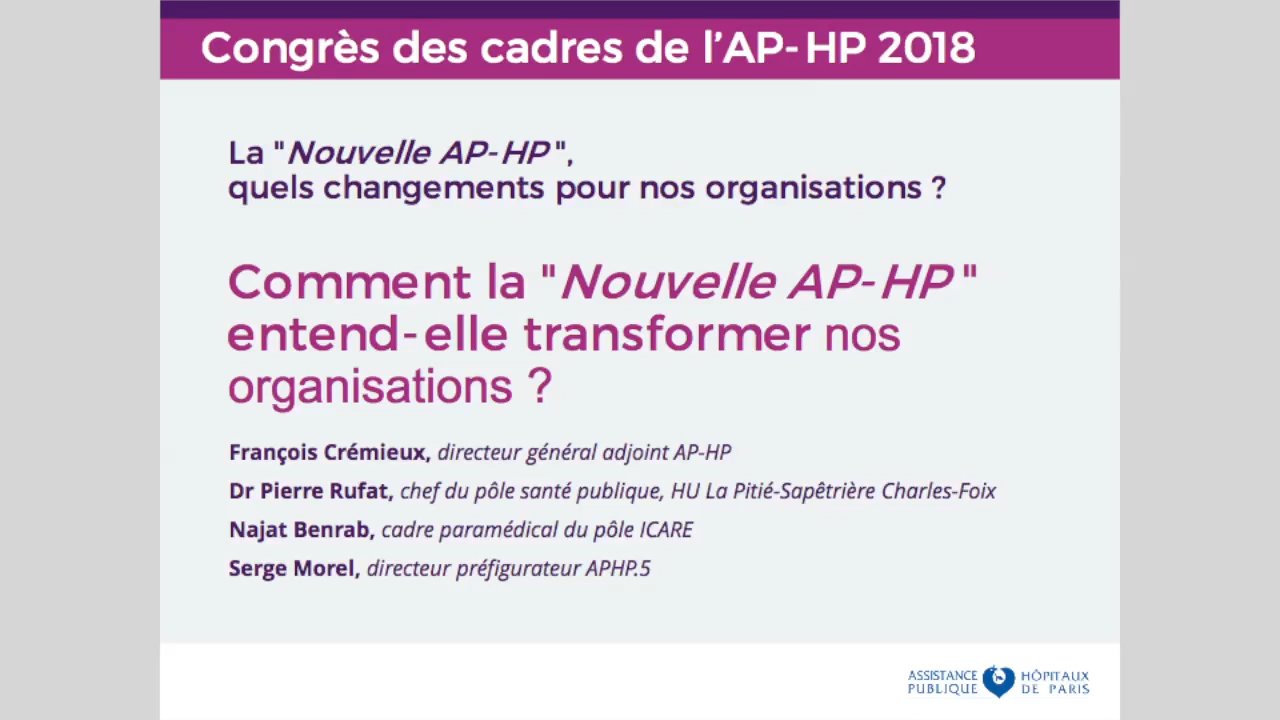 Congrès des cadres de l'AP-HP 2018
La "Nouvelle AP-HP",
quels changements pour nos organisations ?
Comment la "Nouvelle AP-HP"
entend-elle transformer nos
organisations ?
François Crémieux, directeur général adjoint AP-HP
Dr Pierre Rufat, chef du pôle santé publique, HU La Pitié-Sapêtrière Charles-Foix
Najat Benrab, cadre paramédical du pôle ICARE
Serge Morel, directeur préfigurateur APHP.5
ASSISTANCE HÔPITAUX
PUBLIQUE DE PARIS